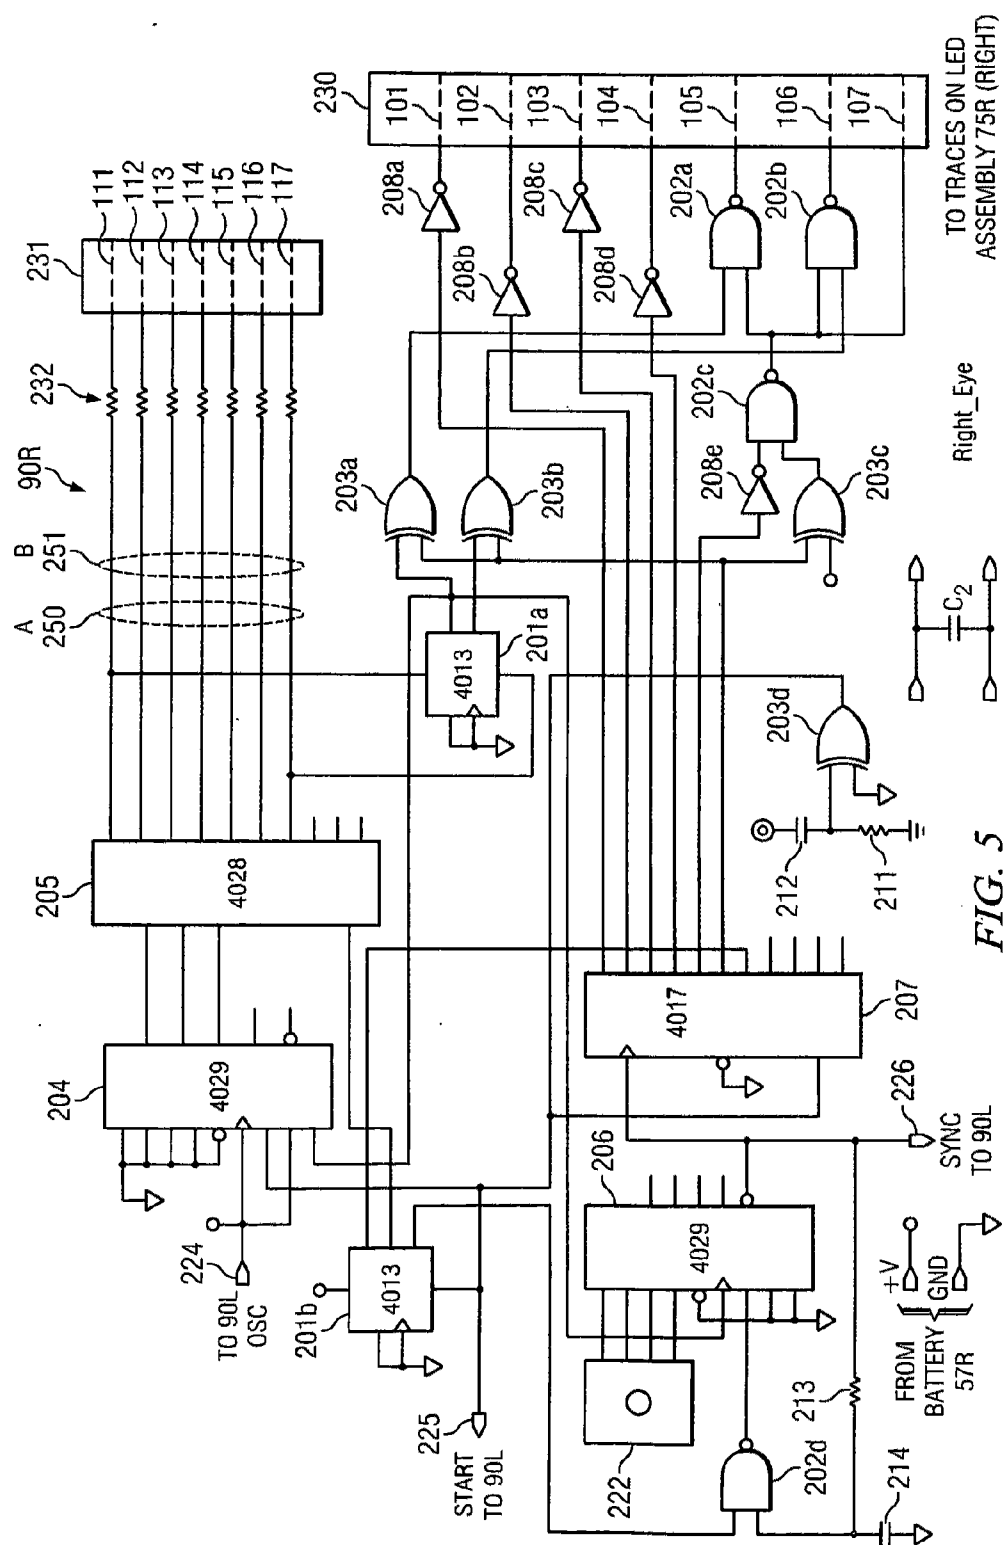 90R
232
231
111
112
113
114
115
116
117
A
250
B
251
205
4028
204
4029
224
TO 90L
OSC
201b
4013
225
START
TO 90L
4013
201a
203a
203b
230
101
102
103
104
105
106
107
208a
208b
208c
208d
202a
202b
202c
208e
203c
TO TRACES ON LED
ASSEMBLY 75R (RIGHT)
Right_Eye
4017
207
206
4029
222
202d
213
214
226
SYNC
TO 90L
+V
GND
FROM
BATTERY
57R
212
211
203d
C2
FIG. 5